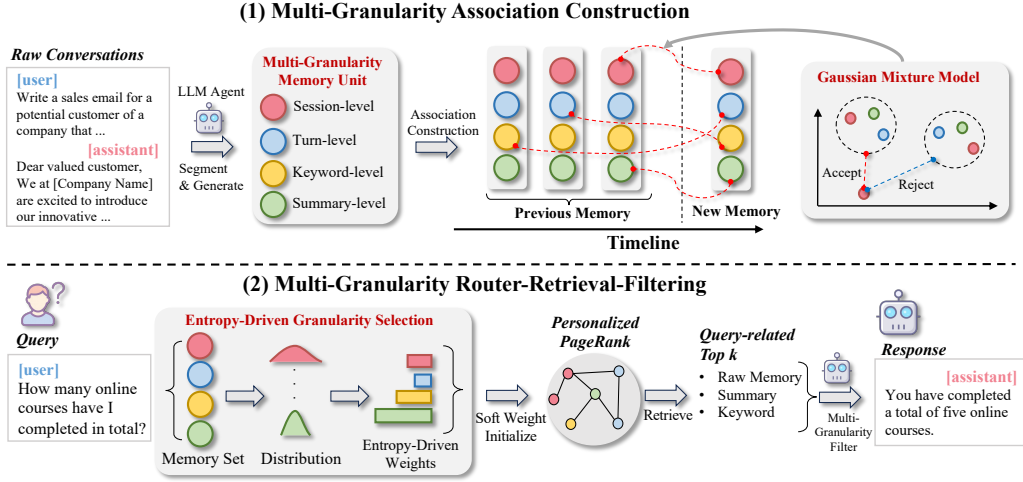 (1) Multi-Granularity Association Construction
Raw Conversations
[user]
Write a sales email for a
potential customer of a
company that ...
[assistant]
Dear valued customer,
We at [Company Name]
are excited to introduce
our innovative ...
LLM Agent
Segment
& Generate
Multi-Granularity
Memory Unit
Session-level
Turn-level
Keyword-level
Summary-level
Association
Construction
Previous Memory
New Memory
Timeline
Gaussian Mixture Model
Accept
Reject
(2) Multi-Granularity Router-Retrieval-Filtering
Query
[user]
How many online
courses have I
completed in total?
Entropy-Driven Granularity Selection
Memory Set
Distribution
Entropy-Driven
Weights
Soft Weight
Initialize
Personalized
PageRank
Retrieve
Query-related
Top k
• Raw Memory
• Summary
• Keyword
Multi-
Granularity
Filter
Response
[assistant]
You have completed
a total of five online
courses.